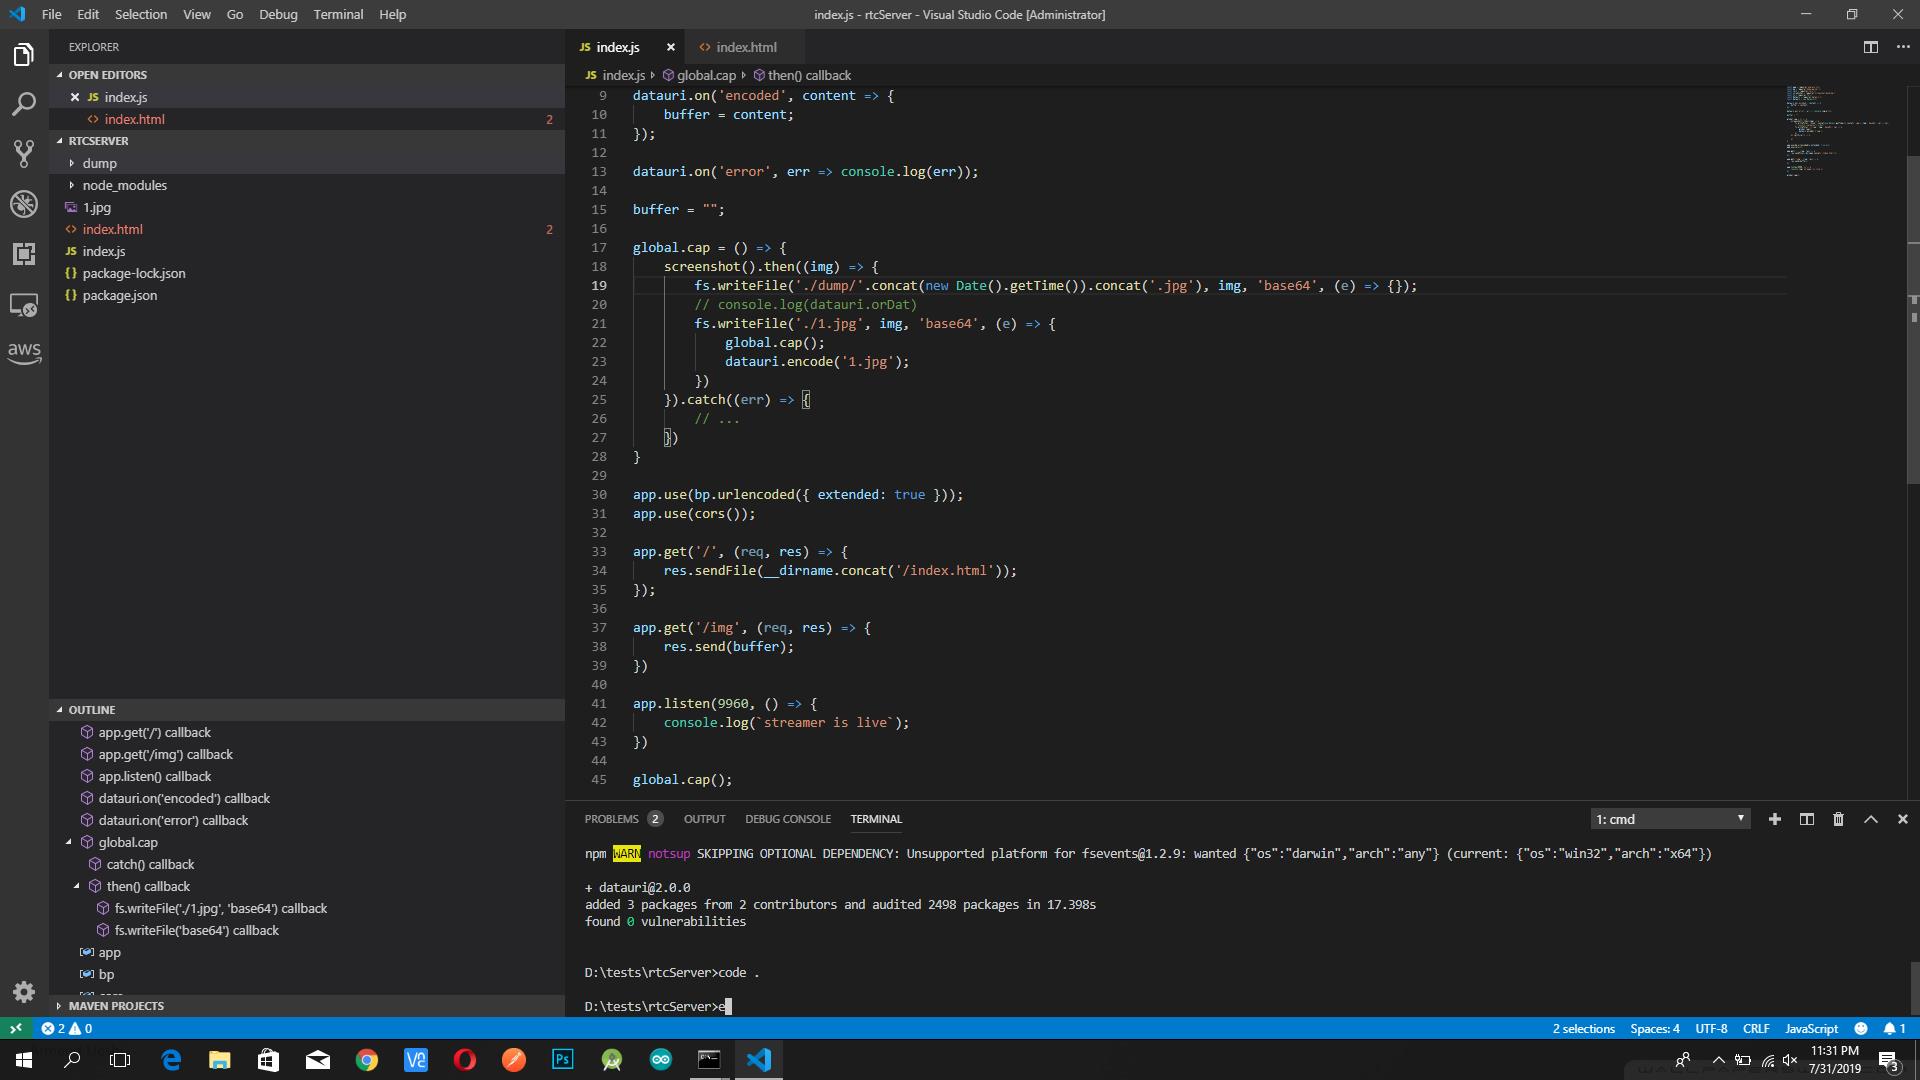 File Edit Selection View Go Debug Terminal Help
index.js - rtcServer - Visual Studio Code [Administrator]
EXPLORER
OPEN EDITORS
JS index.js
<> index.html 2
RTCSERVER
dump
node_modules
1.jpg
<> index.html 2
JS index.js
{} package-lock.json
{} package.json
aws
OUTLINE
app.get('/') callback
app.get('/img') callback
app.listen() callback
datauri.on('encoded') callback
datauri.on('error') callback
global.cap
catch() callback
then() callback
fs.writeFile('./1.jpg', 'base64') callback
fs.writeFile('base64') callback
app
bp
MAVEN PROJECTS
JS index.js <> index.html
JS index.js global.cap then() callback
9 datauri.on('encoded', content => {
10 buffer = content;
11 });
12
13 datauri.on('error', err => console.log(err));
14
15 buffer = "";
16
17 global.cap = () => {
18 screenshot().then((img) => {
19 fs.writeFile('./dump/'.concat(new Date().getTime()).concat('.jpg'), img, 'base64', (e) => {});
20 // console.log(datauri.orDat)
21 fs.writeFile('./1.jpg', img, 'base64', (e) => {
22 global.cap();
23 datauri.encode('1.jpg');
24 })
25 }).catch((err) => {
26 // ...
27 })
28 }
29
30 app.use(bp.urlencoded({ extended: true }));
31 app.use(cors());
32
33 app.get('/', (req, res) => {
34 res.sendFile(__dirname.concat('/index.html'));
35 });
36
37 app.get('/img', (req, res) => {
38 res.send(buffer);
39 })
40
41 app.listen(9960, () => {
42 console.log(`streamer is live`);
43 })
44
45 global.cap();
PROBLEMS 2 OUTPUT DEBUG CONSOLE TERMINAL 1: cmd
npm WARN notsup SKIPPING OPTIONAL DEPENDENCY: Unsupported platform for fsevents@1.2.9: wanted {"os":"darwin","arch":"any"} (current: {"os":"win32","arch":"x64"})
+ datauri@2.0.0
added 3 packages from 2 contributors and audited 2498 packages in 17.398s
found 0 vulnerabilities
D:\tests\rtcServer>code .
D:\tests\rtcServer>e
2 0 2 selections Spaces: 4 UTF-8 CRLF JavaScript 1
Ps
11:31 PM
7/31/2019
3